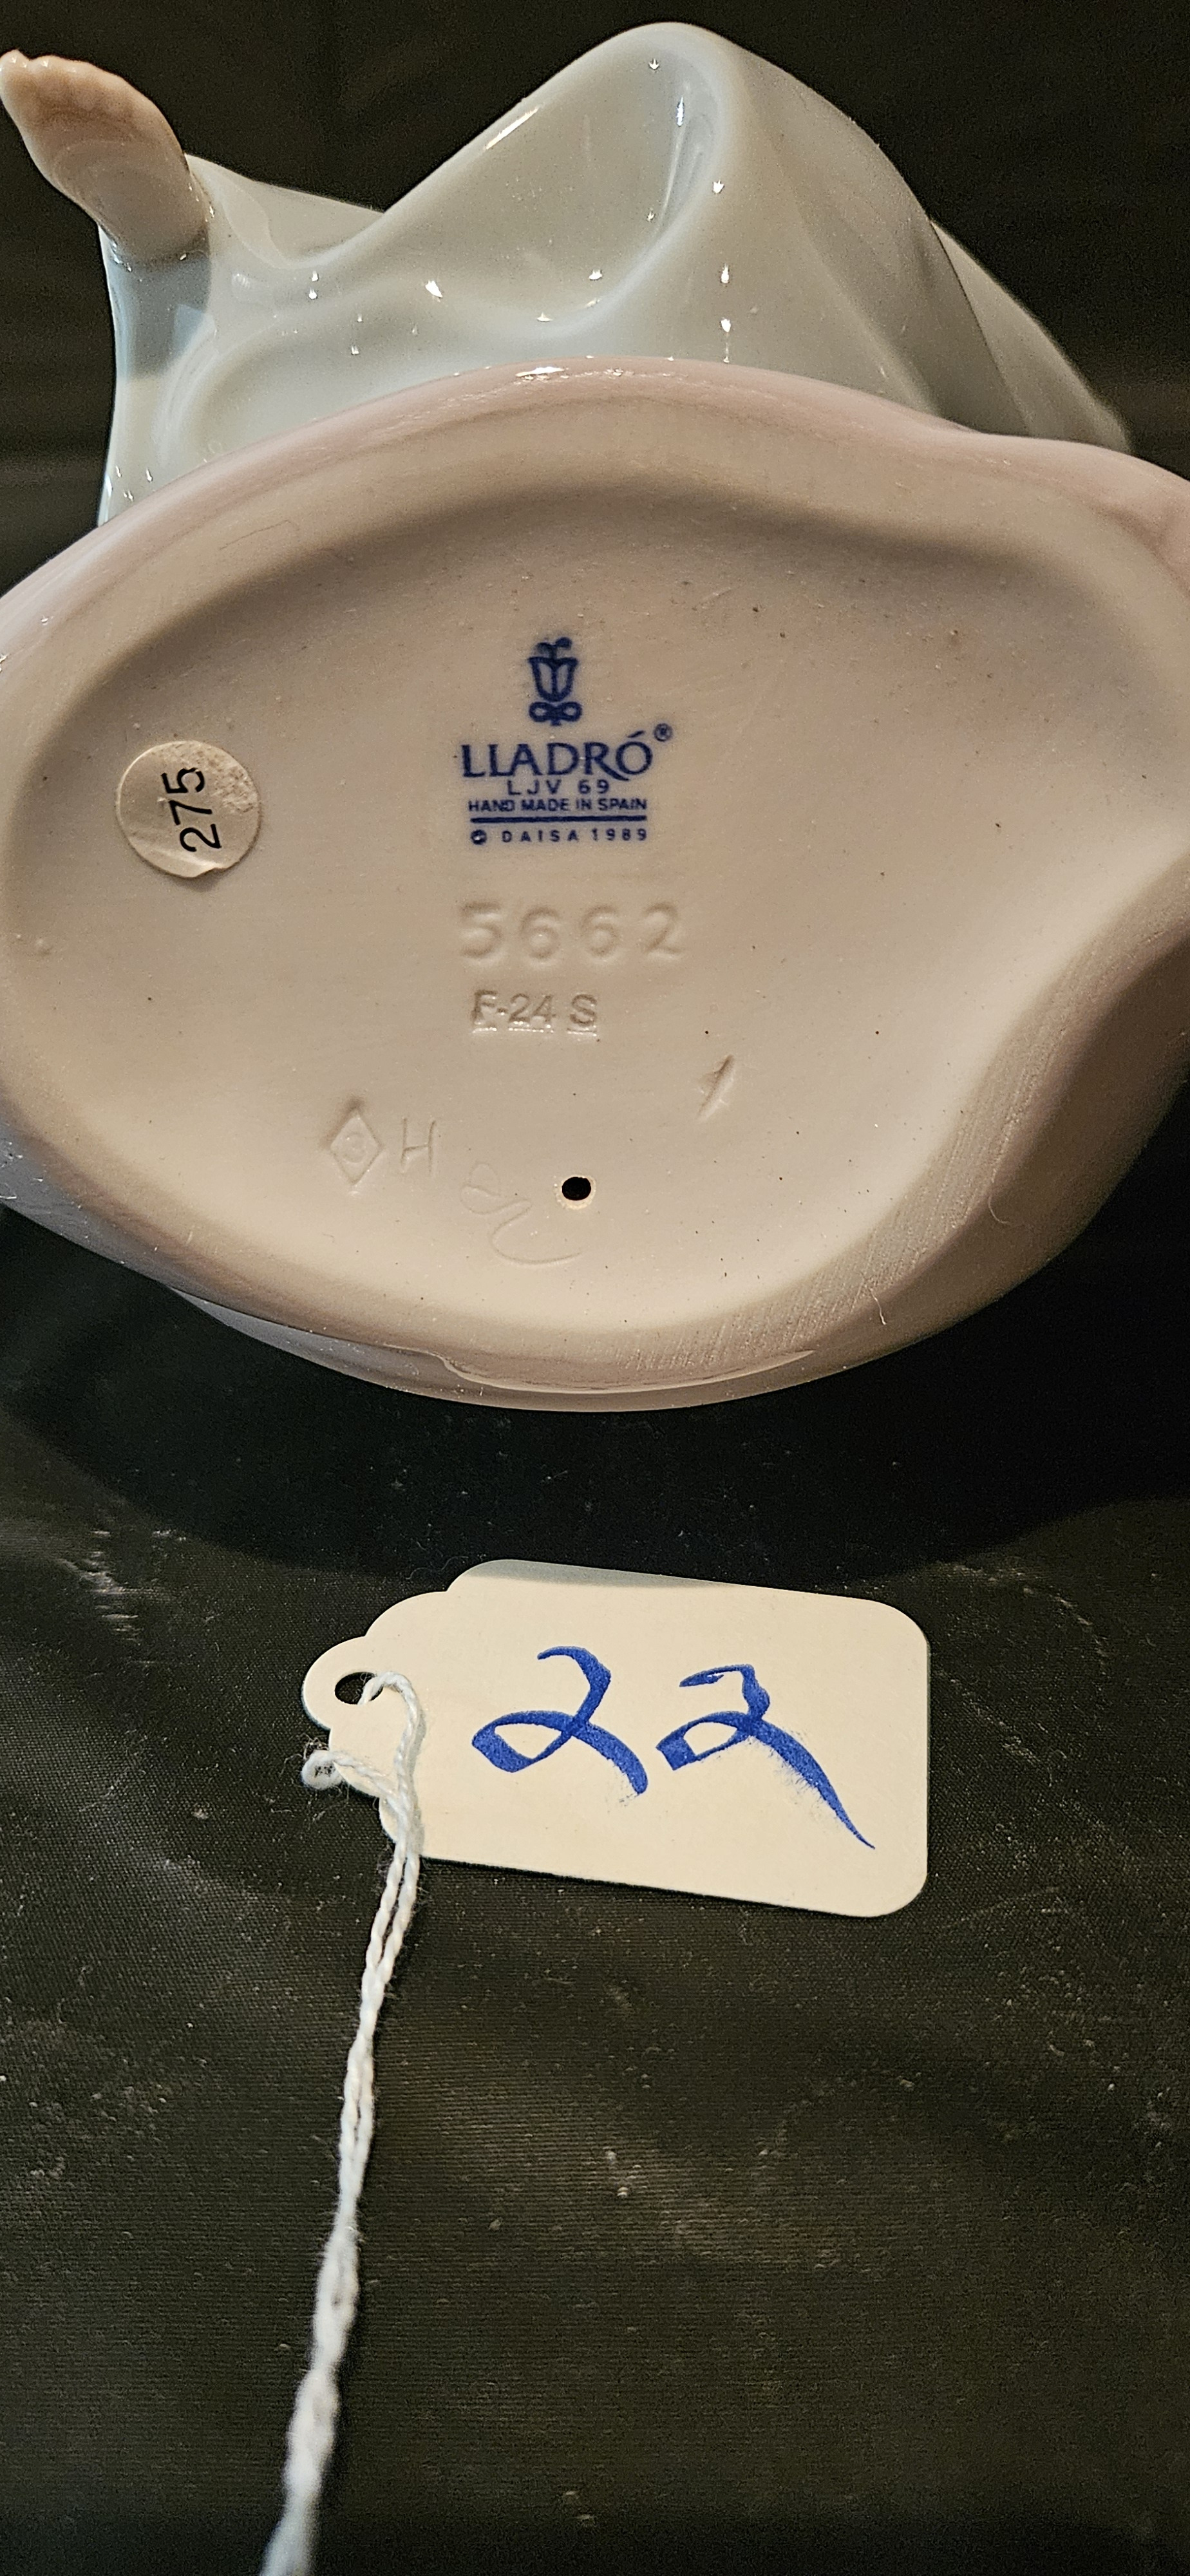 LLADRÓ®
LJV 69
HAND MADE IN SPAIN
© DAISA 1989
275
5662
F-24 S
H
22